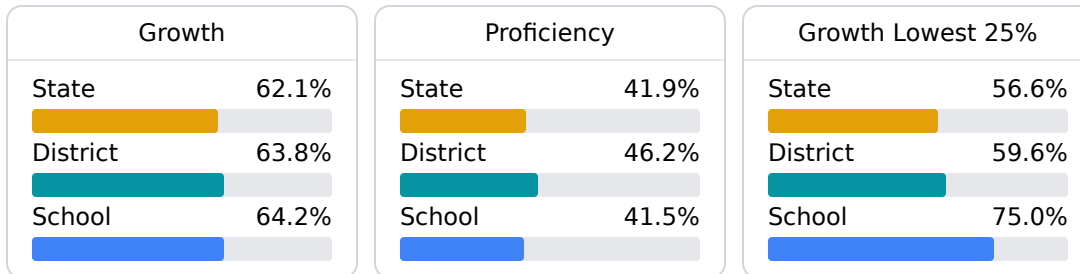 Growth
State 62.1%
District 63.8%
School 64.2%
Proficiency
State 41.9%
District 46.2%
School 41.5%
Growth Lowest 25%
State 56.6%
District 59.6%
School 75.0%